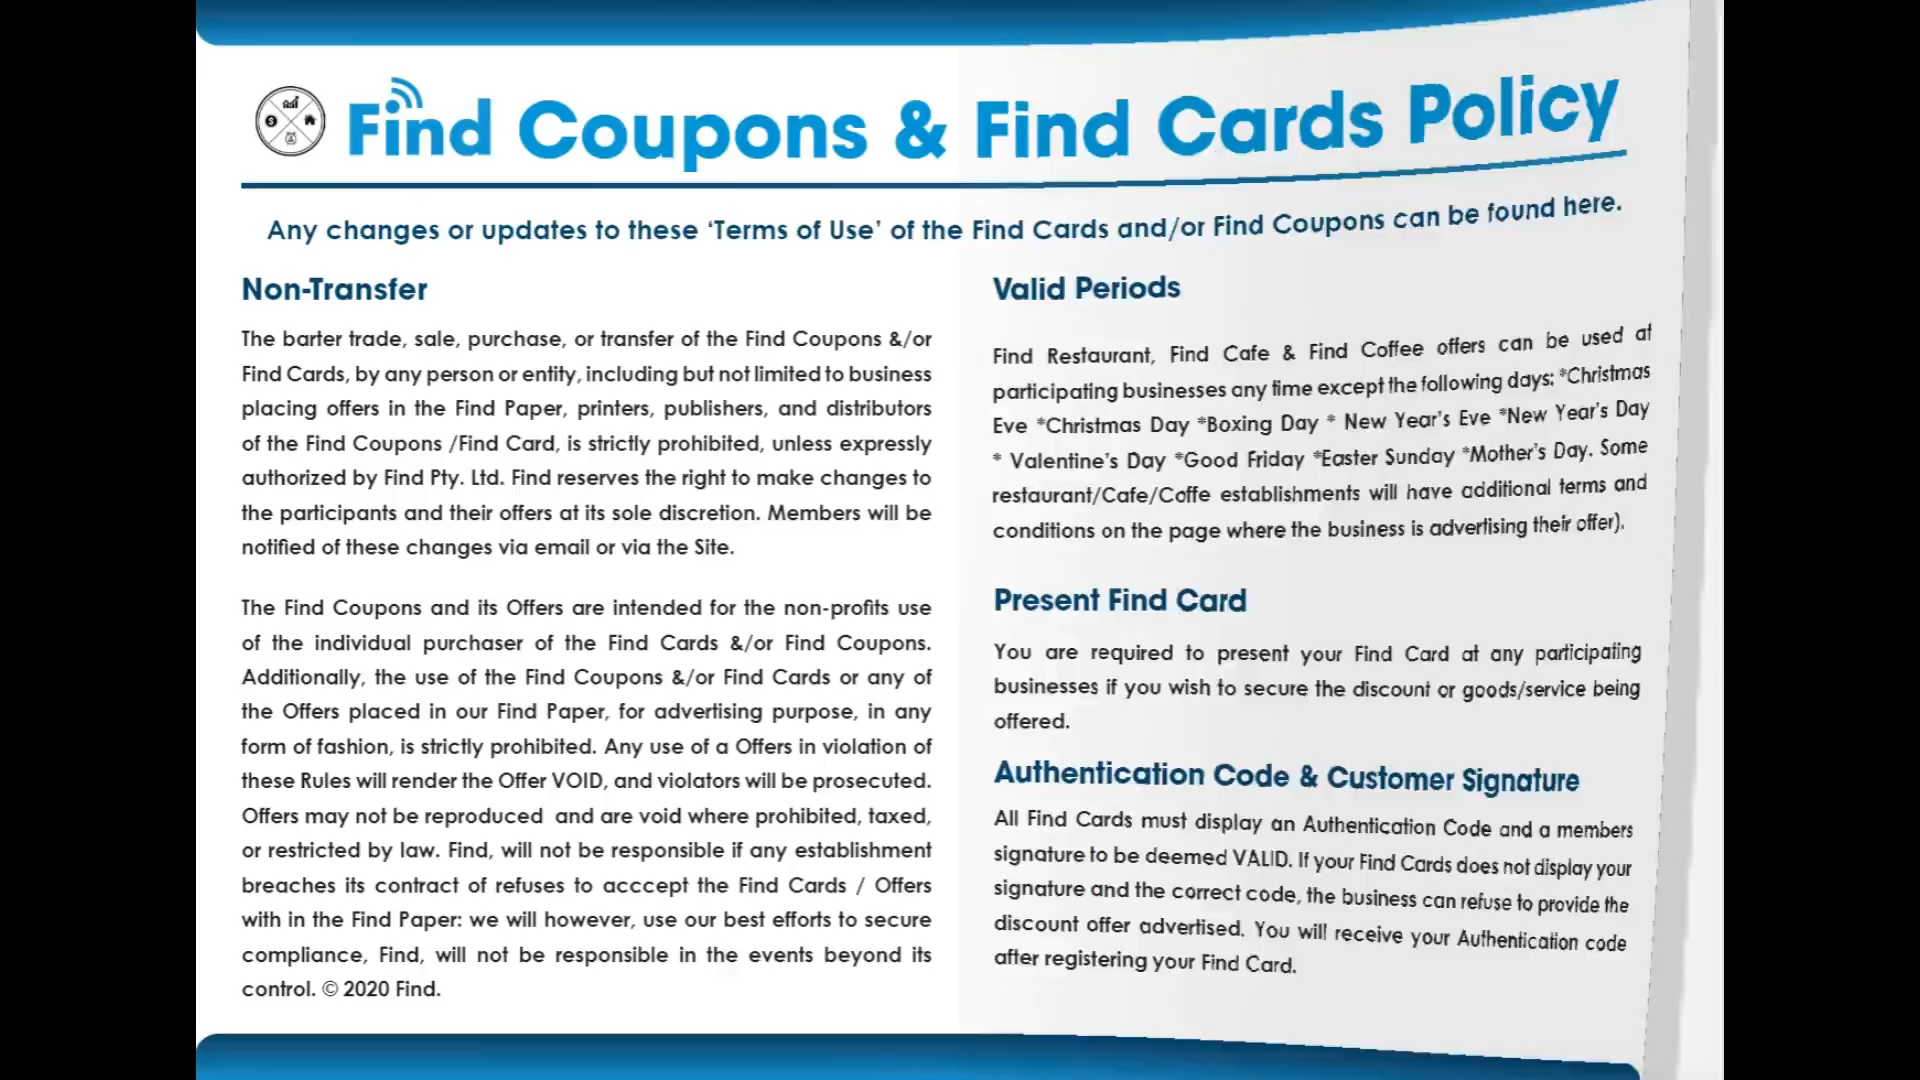 Find Coupons & Find Cards Policy
Any changes or updates to these ‘Terms of Use’ of the Find Cards and/or Find Coupons can be found here.
Non-Transfer
The barter trade, sale, purchase, or transfer of the Find Coupons &/or
Find Cards, by any person or entity, including but not limited to business
placing offers in the Find Paper, printers, publishers, and distributors
of the Find Coupons /Find Card, is strictly prohibited, unless expressly
authorized by Find Pty. Ltd. Find reserves the right to make changes to
the participants and their offers at its sole discretion. Members will be
notified of these changes via email or via the Site.
The Find Coupons and its Offers are intended for the non-profits use
of the individual purchaser of the Find Cards &/or Find Coupons.
Additionally, the use of the Find Coupons &/or Find Cards or any of
the Offers placed in our Find Paper, for advertising purpose, in any
form of fashion, is strictly prohibited. Any use of a Offers in violation of
these Rules will render the Offer VOID, and violators will be prosecuted.
Offers may not be reproduced and are void where prohibited, taxed,
or restricted by law. Find, will not be responsible if any establishment
breaches its contract of refuses to acccept the Find Cards / Offers
with in the Find Paper: we will however, use our best efforts to secure
compliance, Find, will not be responsible in the events beyond its
control. © 2020 Find.
Valid Periods
Find Restaurant, Find Cafe & Find Coffee offers can be used at
participating businesses any time except the following days: *Christmas
Eve *Christmas Day *Boxing Day * New Year’s Eve *New Year’s Day
* Valentine’s Day *Good Friday *Easter Sunday *Mother’s Day. Some
restaurant/Cafe/Coffe establishments will have additional terms and
conditions on the page where the business is advertising their offer).
Present Find Card
You are required to present your Find Card at any participating
businesses if you wish to secure the discount or goods/service being
offered.
Authentication Code & Customer Signature
All Find Cards must display an Authentication Code and a members
signature to be deemed VALID. If your Find Cards does not display your
signature and the correct code, the business can refuse to provide the
discount offer advertised. You will receive your Authentication code
after registering your Find Card.